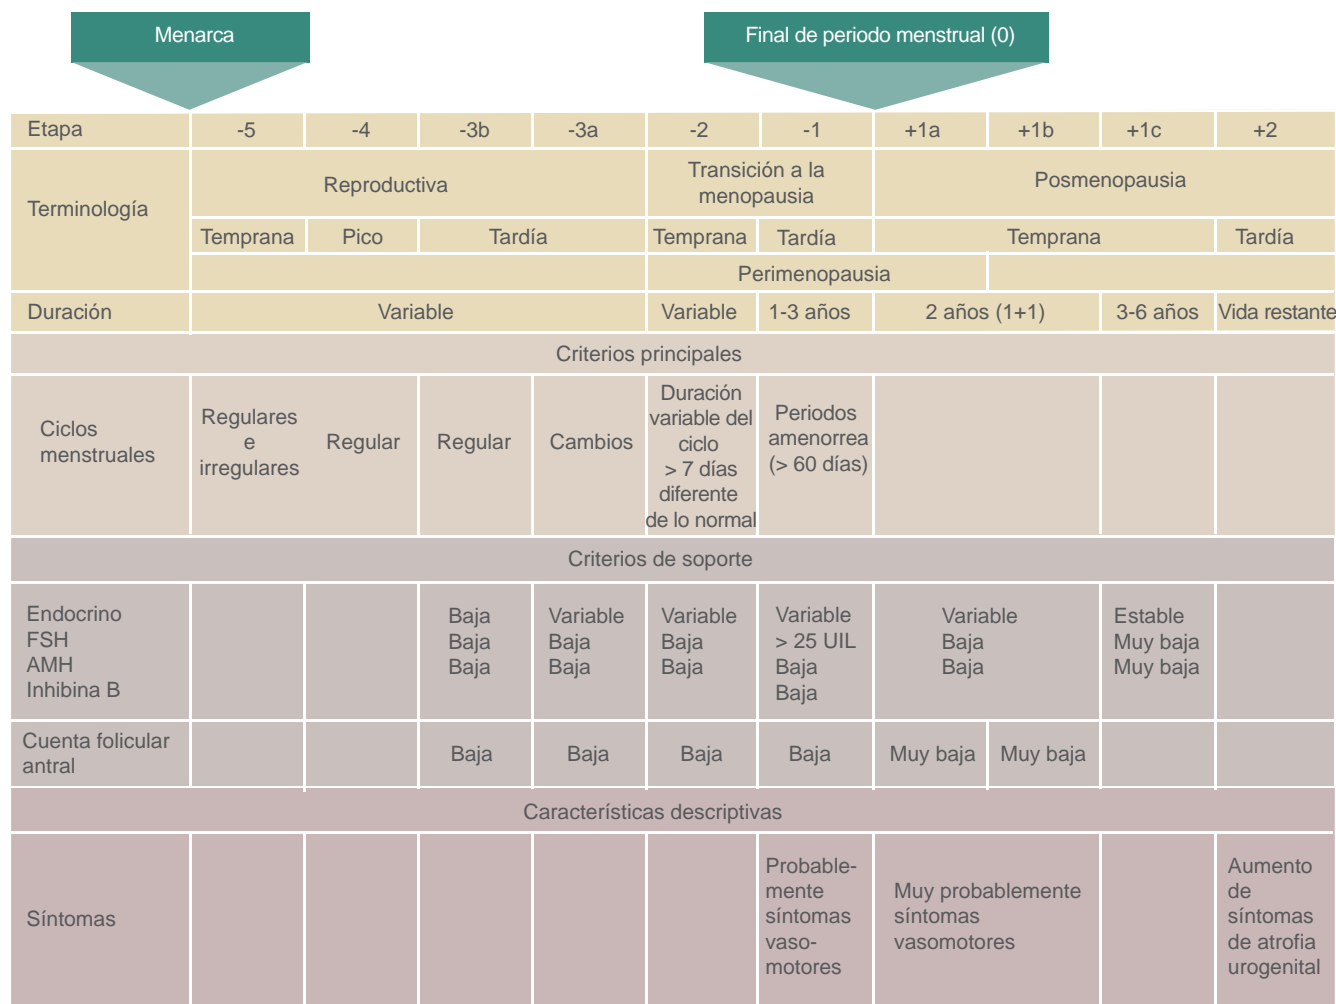 Menarca
Final de periodo menstrual (0)
Etapa -5 -4 -3b -3a -2 -1 +1a +1b +1c +2
Terminología
Reproductiva
Transición a la
menopausia
Posmenopausia
Temprana Pico Tardía Temprana Tardía Temprana Tardía
Perimenopausia
Duración Variable Variable 1-3 años 2 años (1+1) 3-6 años Vida restante
Criterios principales
Ciclos
menstruales
Regulares
e
irregulares
Regular
Regular
Cambios
Duración
variable del
ciclo
> 7 días
diferente
de lo normal
Periodos
amenorrea
(> 60 días)
Criterios de soporte
Endocrino
FSH
AMH
Inhibina B
Baja
Baja
Baja
Variable
Baja
Baja
Variable
Baja
Baja
Variable
> 25 UIL
Baja
Baja
Variable
Baja
Baja
Estable
Muy baja
Muy baja
Cuenta folicular
antral
Baja
Baja
Baja
Baja
Muy baja
Muy baja
Características descriptivas
Síntomas
Probable-
mente
síntomas
vaso-
motores
Muy probablemente
síntomas
vasomotores
Aumento
de
síntomas
de atrofia
urogenital